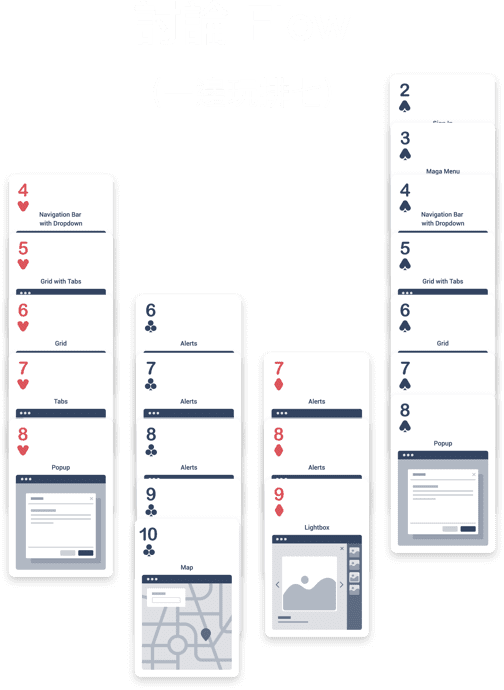 4
Navigation Bar
with Dropdown
5
Grid with Tabs
6
Grid
7
Tabs
8
Popup
6
Alerts
7
Alerts
8
Alerts
9
10
Map
7
Alerts
8
Alerts
9
Lightbox
2
3
Maga Menu
4
Navigation Bar
with Dropdown
5
Grid with Tabs
6
Grid
7
8
Popup